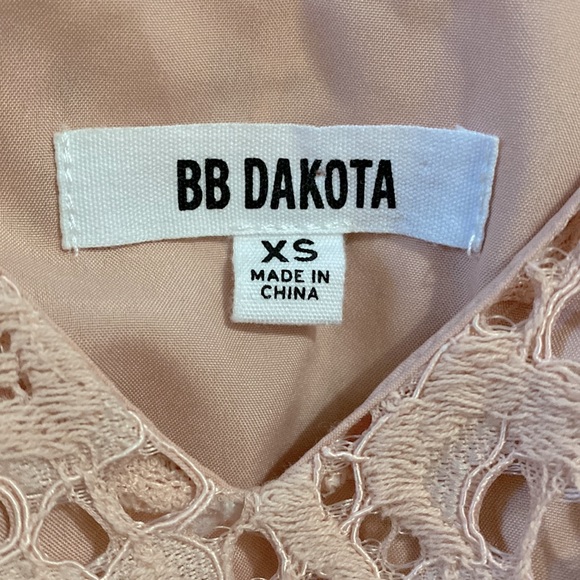 BB DAKOTA
XS
MADE IN
CHINA